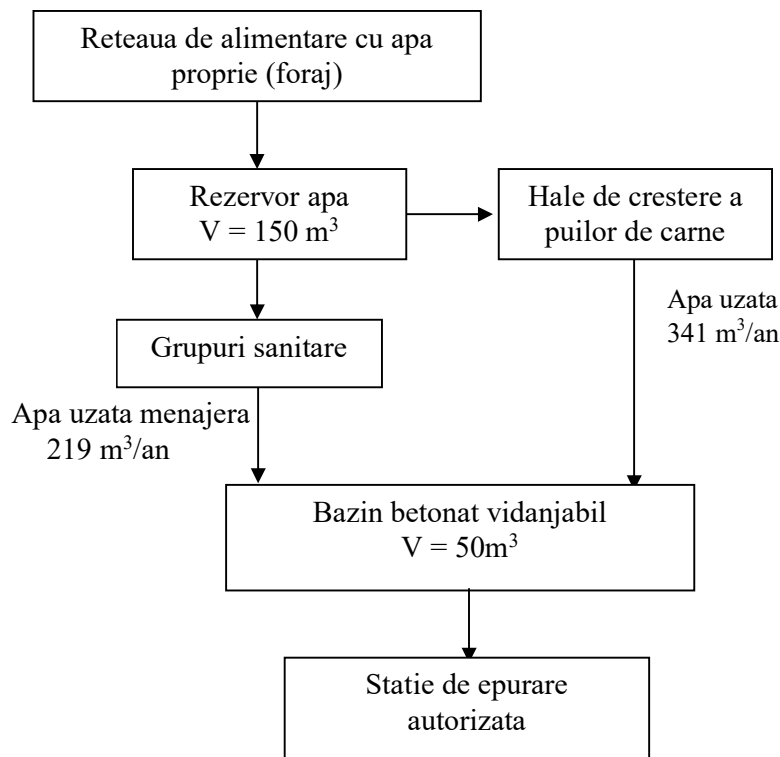 Reteaua de alimentare cu apa
proprie (foraj)
Rezervor apa
V = 150 m³
Hale de crestere a
puilor de carne
Apa uzata
341 m³/an
Grupuri sanitare
Apa uzata menajera
219 m³/an
Bazin betonat vidanjabil
V = 50m³
Statie de epurare
autorizata